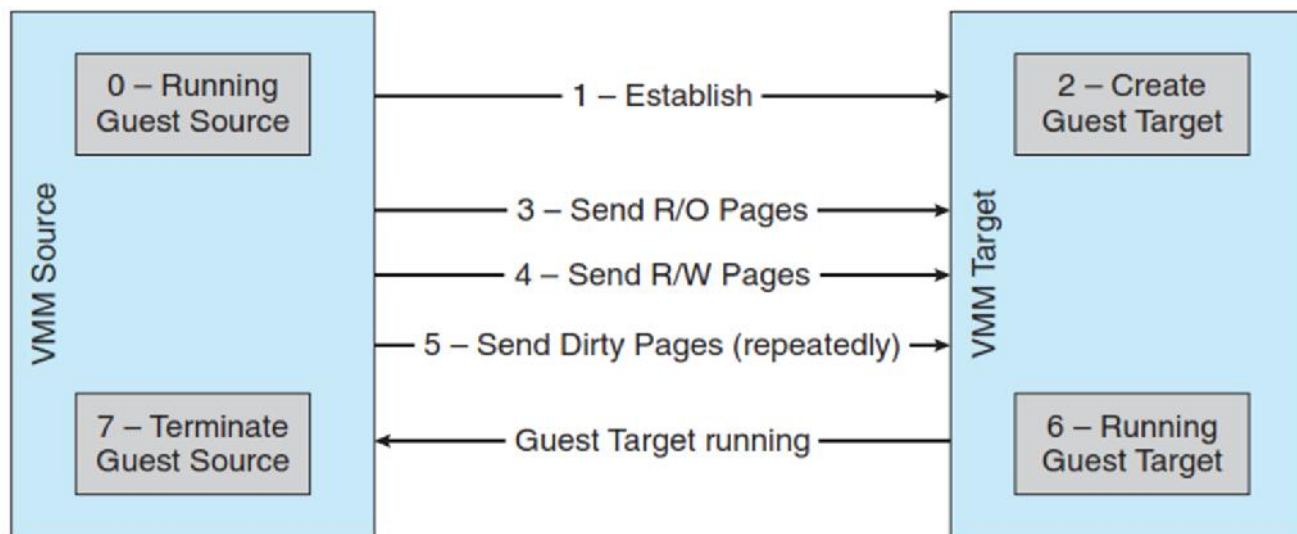 0 – Running
Guest Source
1 – Establish
2 – Create
Guest Target
VMM Source
3 – Send R/O Pages
4 – Send R/W Pages
5 – Send Dirty Pages (repeatedly)
VMM Target
7 – Terminate
Guest Source
Guest Target running
6 – Running
Guest Target